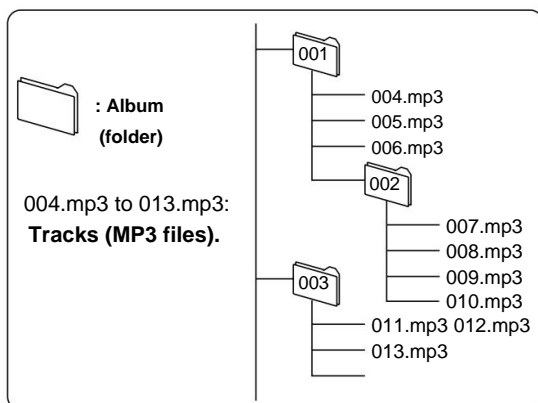 : Album
(folder)
004.mp3 to 013.mp3:
Tracks (MP3 files).
001
004.mp3
005.mp3
006.mp3
002
007.mp3
008.mp3
009.mp3
010.mp3
003
011.mp3 012.mp3
013.mp3